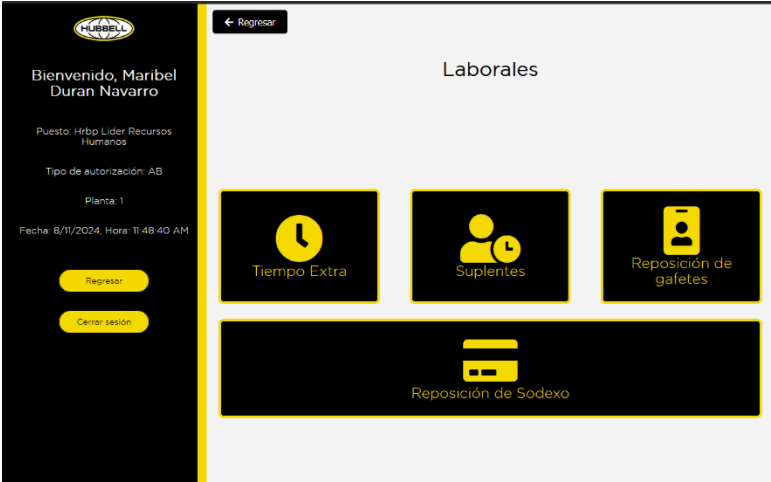 HUBBELL
Bienvenido, Maribel
Duran Navarro
Puesto: Hrbp Lider Recursos
Humanos
Tipo de autorización: AB
Planta: 1
Fecha: 8/11/2024, Hora: 11:48:40 AM
Regresar
Cerrar sesión
← Regresar
Laborales
Tiempo Extra
Suplentes
Reposición de
gafetes
Reposición de Sodexo